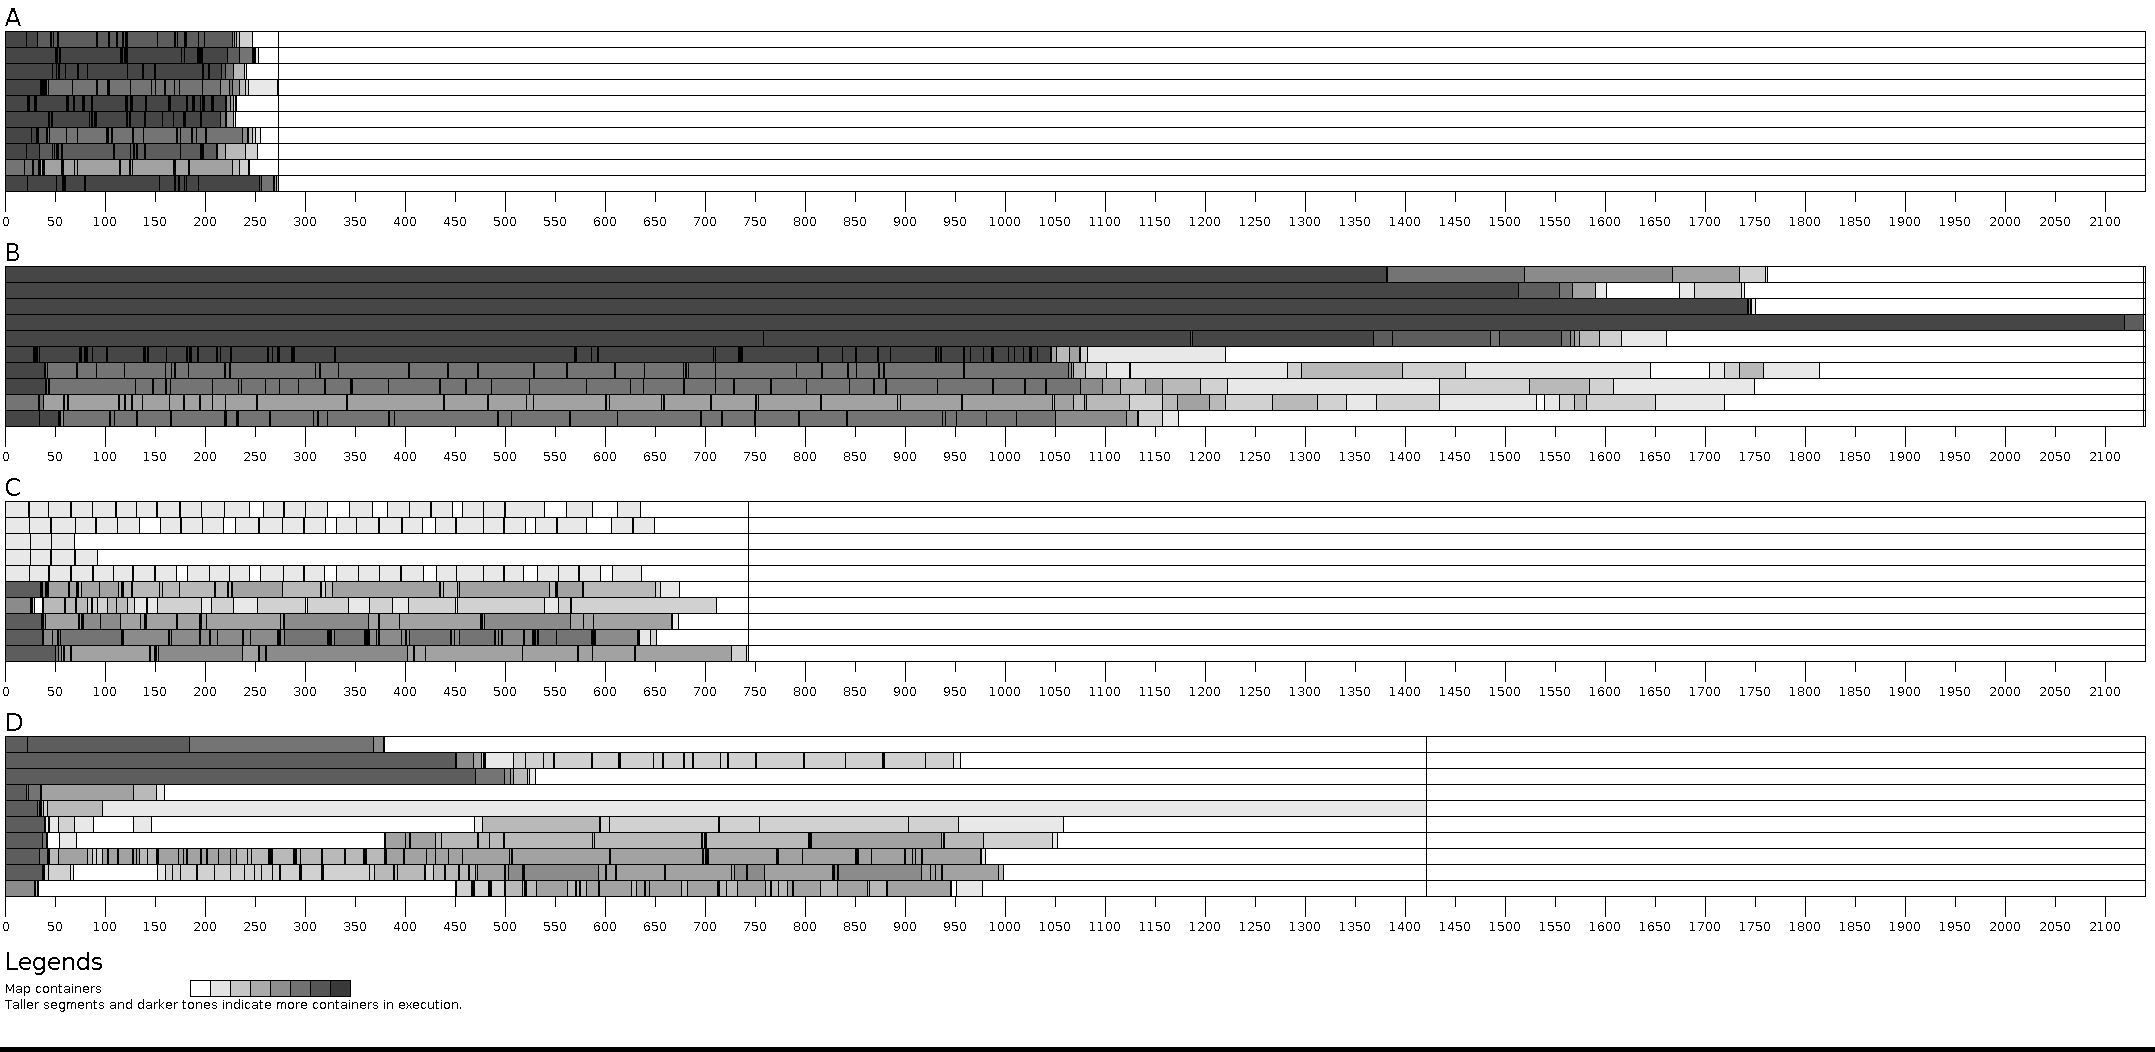 A
0 50 100 150 200 250 300 350 400 450 500 550 600 650 700 750 800 850 900 950 1000 1050 1100 1150 1200 1250 1300 1350 1400 1450 1500 1550 1600 1650 1700 1750 1800 1850 1900 1950 2000 2050 2100
B
0 50 100 150 200 250 300 350 400 450 500 550 600 650 700 750 800 850 900 950 1000 1050 1100 1150 1200 1250 1300 1350 1400 1450 1500 1550 1600 1650 1700 1750 1800 1850 1900 1950 2000 2050 2100
C
0 50 100 150 200 250 300 350 400 450 500 550 600 650 700 750 800 850 900 950 1000 1050 1100 1150 1200 1250 1300 1350 1400 1450 1500 1550 1600 1650 1700 1750 1800 1850 1900 1950 2000 2050 2100
D
0 50 100 150 200 250 300 350 400 450 500 550 600 650 700 750 800 850 900 950 1000 1050 1100 1150 1200 1250 1300 1350 1400 1450 1500 1550 1600 1650 1700 1750 1800 1850 1900 1950 2000 2050 2100
Legends
Map containers
Taller segments and darker tones indicate more containers in execution.